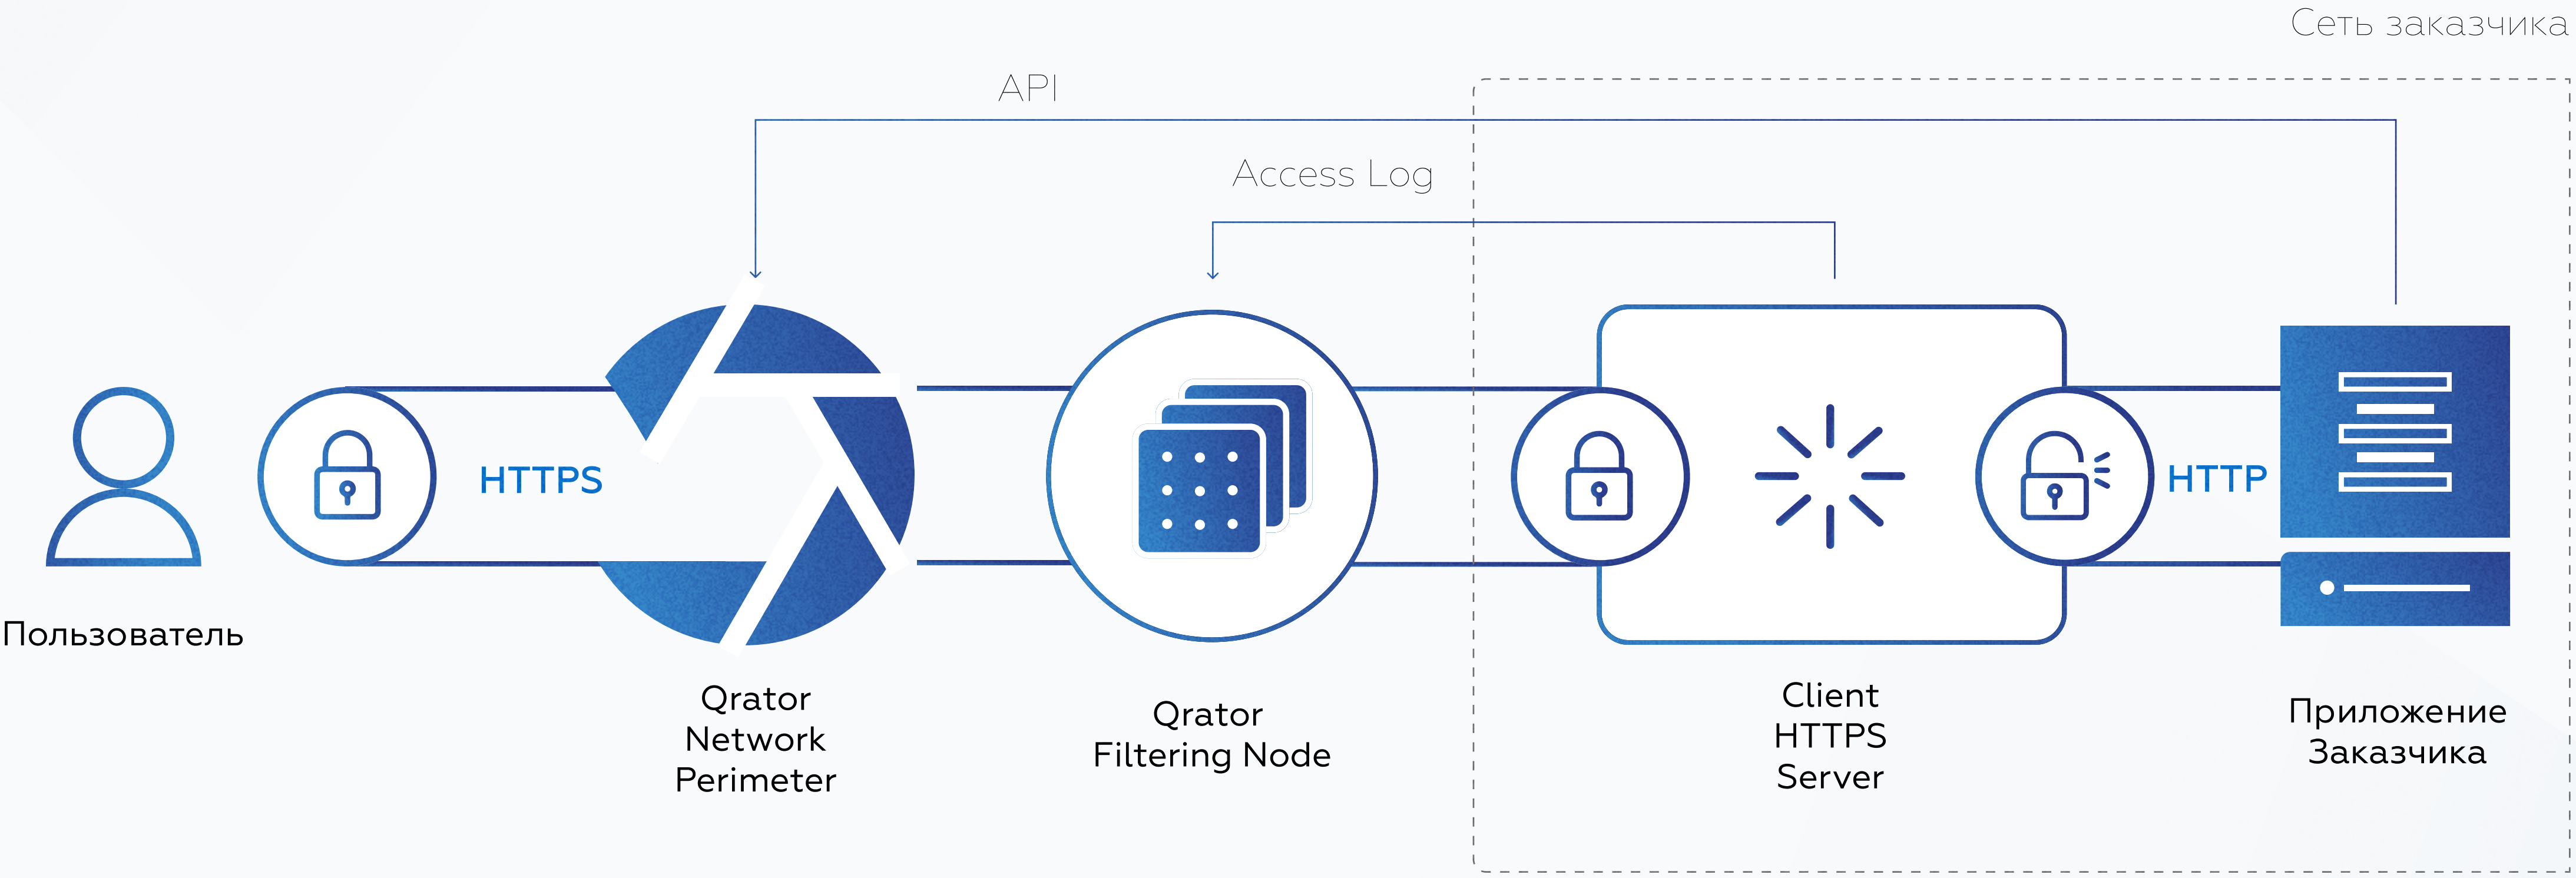 Сеть заказчика
API
Access Log
HTTPS
HTTP
Пользователь
Qrator
Network
Perimeter
Qrator
Filtering Node
Client
HTTPS
Server
Приложение
Заказчика